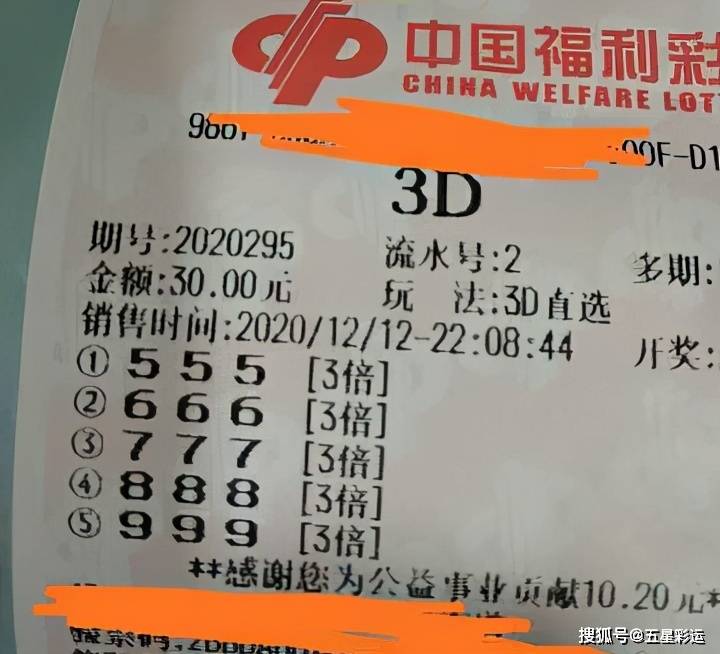 中国福利彩
CHINA WELFARE LOT
00F-D1
3D
期号:2020295 流水号:2 多期:
金额:30.00元 玩 法:3D直选
销售时间:2020/12/12-22:08:44 开奖:
① 5 5 5 [3倍]
② 6 6 6 [3倍]
③ 7 7 7 [3倍]
④ 8 8 8 [3倍]
⑤ 9 9 9 [3倍]
**感谢您为公益事业贡献10.20元*
搜狐号@五星彩运